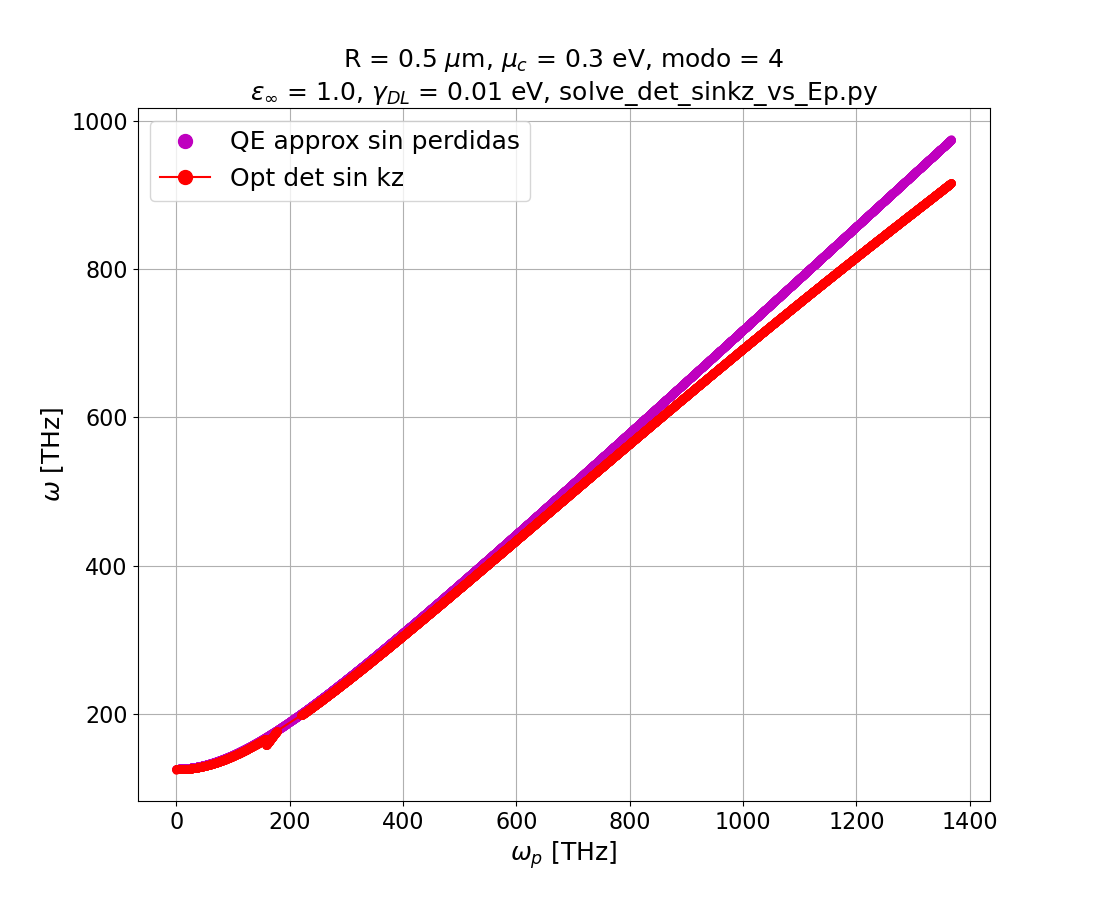 R = 0.5 μm, μc = 0.3 eV, modo = 4
ε∞ = 1.0, γDL = 0.01 eV, solve_det_sinkz_vs_Ep.py
QE approx sin perdidas
Opt det sin kz
1000
800
600
400
200
ω [THz]
0 200 400 600 800 1000 1200 1400
ωp [THz]